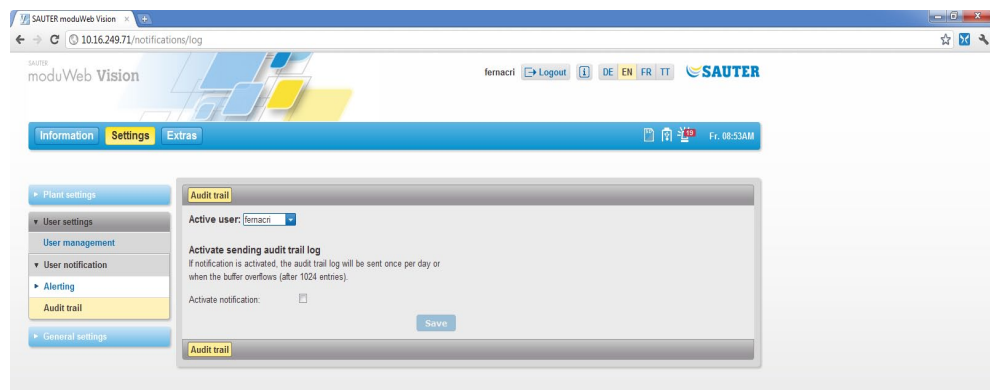 SAUTER moduWeb Vision
10.16.249.71/notifications/log
SAUTER
moduWeb Vision
fernacri Logout i DE EN FR TT SAUTER
Information Settings Extras 19 Fr. 08:53AM
Plant settings
User settings
User management
User notification
Alerting
Audit trail
General settings
Audit trail
Active user: fernacri
Activate sending audit trail log
If notification is activated, the audit trail log will be sent once per day or
when the buffer overflows (after 1024 entries).
Activate notification:
Save
Audit trail